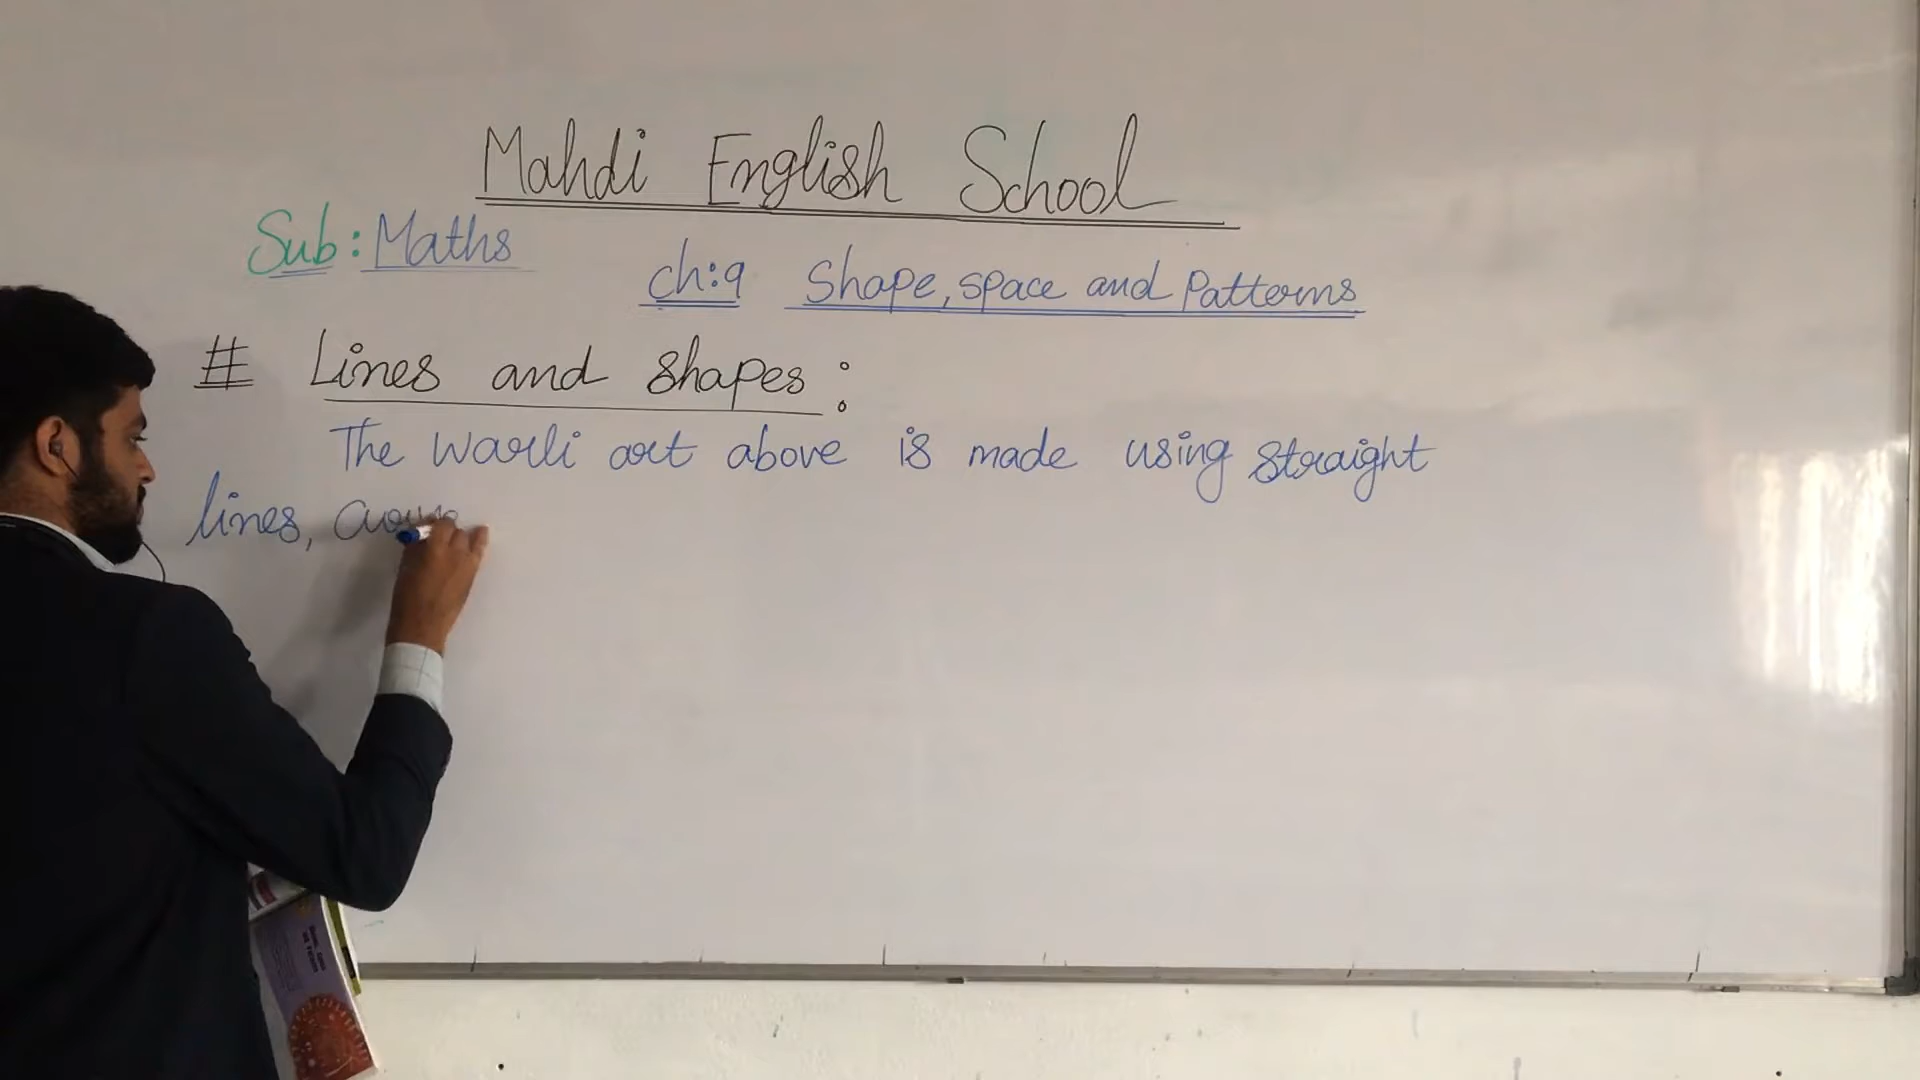 Mahdi English School
Sub: Maths
ch:9 Shape, space and Patterns
# Lines and shapes:
The Warli art above is made using straight
lines,